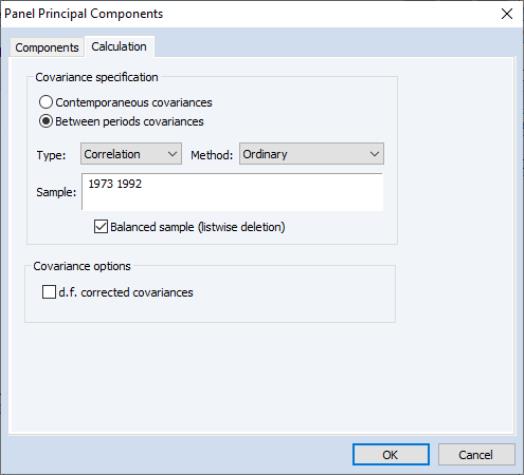 Panel Principal Components
Components Calculation
Covariance specification
Contemporaneous covariances
Between periods covariances
Type: Correlation Method: Ordinary
Sample: 1973 1992
Balanced sample (listwise deletion)
Covariance options
d.f. corrected covariances
OK Cancel